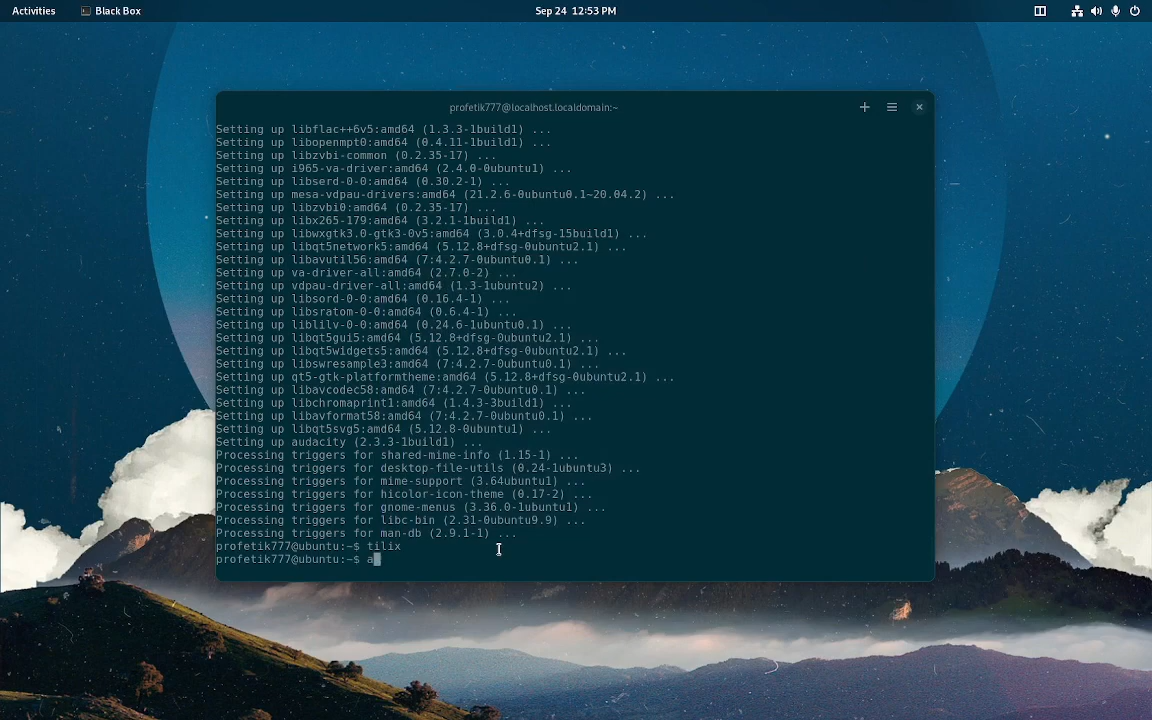 Activities Black Box Sep 24 12:53 PM
profetik777@localhost.localdomain:~
Setting up libflac++6v5:amd64 (1.3.3-1build1) ...
Setting up libopenmpt0:amd64 (0.4.11-1build1) ...
Setting up libzvbi-common (0.2.35-17) ...
Setting up i965-va-driver:amd64 (2.4.0-0ubuntu1) ...
Setting up libserd-0-0:amd64 (0.30.2-1) ...
Setting up mesa-vdpau-drivers:amd64 (21.2.6-0ubuntu0.1~20.04.2) ...
Setting up libzvbi0:amd64 (0.2.35-17) ...
Setting up libx265-179:amd64 (3.2.1-1build1) ...
Setting up libwxgtk3.0-gtk3-0v5:amd64 (3.0.4+dfsg-15build1) ...
Setting up libqt5network5:amd64 (5.12.8+dfsg-0ubuntu2.1) ...
Setting up libavutil56:amd64 (7:4.2.7-0ubuntu0.1) ...
Setting up va-driver-all:amd64 (2.7.0-2) ...
Setting up vdpau-driver-all:amd64 (1.3-1ubuntu2) ...
Setting up libsord-0-0:amd64 (0.16.4-1) ...
Setting up libsratom-0-0:amd64 (0.6.4-1) ...
Setting up liblilv-0-0:amd64 (0.24.6-1ubuntu0.1) ...
Setting up libqt5gui5:amd64 (5.12.8+dfsg-0ubuntu2.1) ...
Setting up libqt5widgets5:amd64 (5.12.8+dfsg-0ubuntu2.1) ...
Setting up libswresample3:amd64 (7:4.2.7-0ubuntu0.1) ...
Setting up qt5-gtk-platformtheme:amd64 (5.12.8+dfsg-0ubuntu2.1) ...
Setting up libavcodec58:amd64 (7:4.2.7-0ubuntu0.1) ...
Setting up libchromaprint1:amd64 (1.4.3-3build1) ...
Setting up libavformat58:amd64 (7:4.2.7-0ubuntu0.1) ...
Setting up libqt5svg5:amd64 (5.12.8-0ubuntu1) ...
Setting up audacity (2.3.3-1build1) ...
Processing triggers for shared-mime-info (1.15-1) ...
Processing triggers for desktop-file-utils (0.24-1ubuntu3) ...
Processing triggers for mime-support (3.64ubuntu1) ...
Processing triggers for hicolor-icon-theme (0.17-2) ...
Processing triggers for gnome-menus (3.36.0-1ubuntu1) ...
Processing triggers for libc-bin (2.31-0ubuntu9.9) ...
Processing triggers for man-db (2.9.1-1) ...
profetik777@ubuntu:~$ tilix
profetik777@ubuntu:~$ a